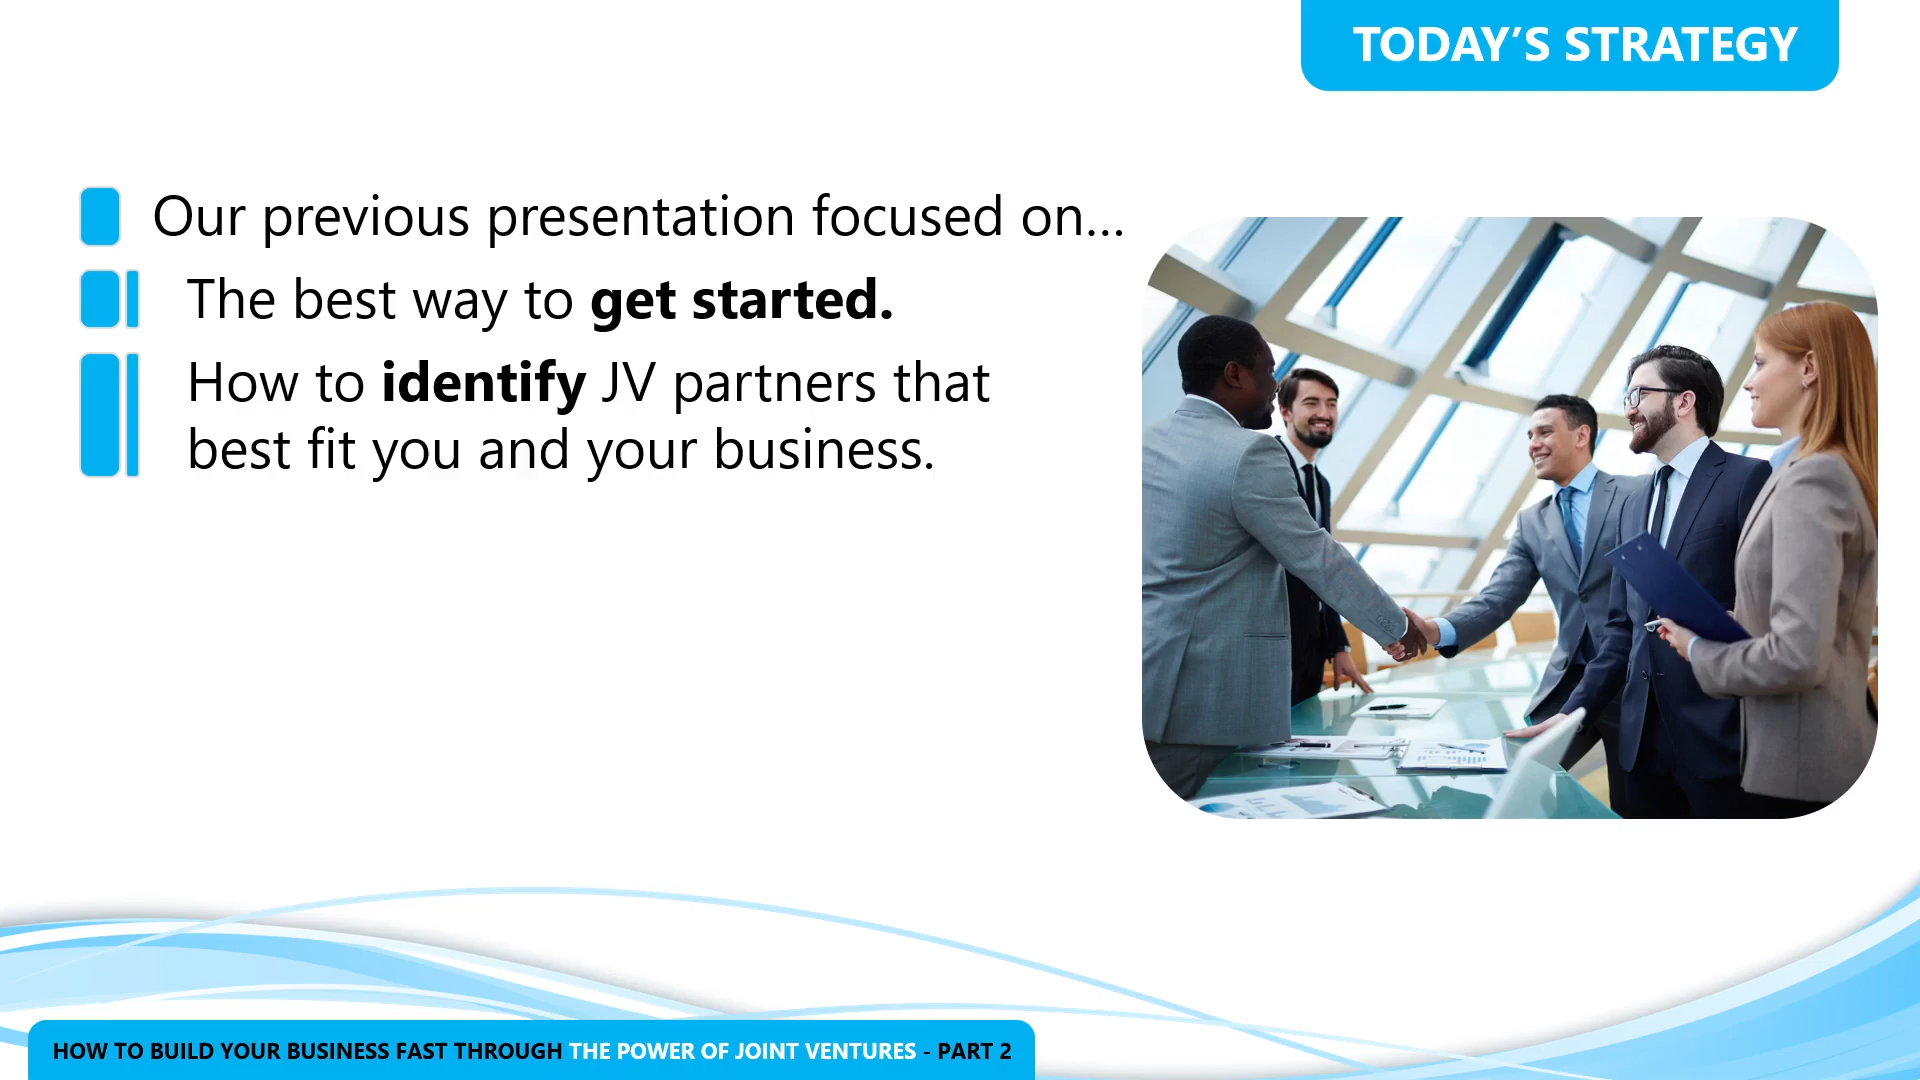 TODAY’S STRATEGY
Our previous presentation focused on...
The best way to get started.
How to identify JV partners that
best fit you and your business.
HOW TO BUILD YOUR BUSINESS FAST THROUGH THE POWER OF JOINT VENTURES - PART 2